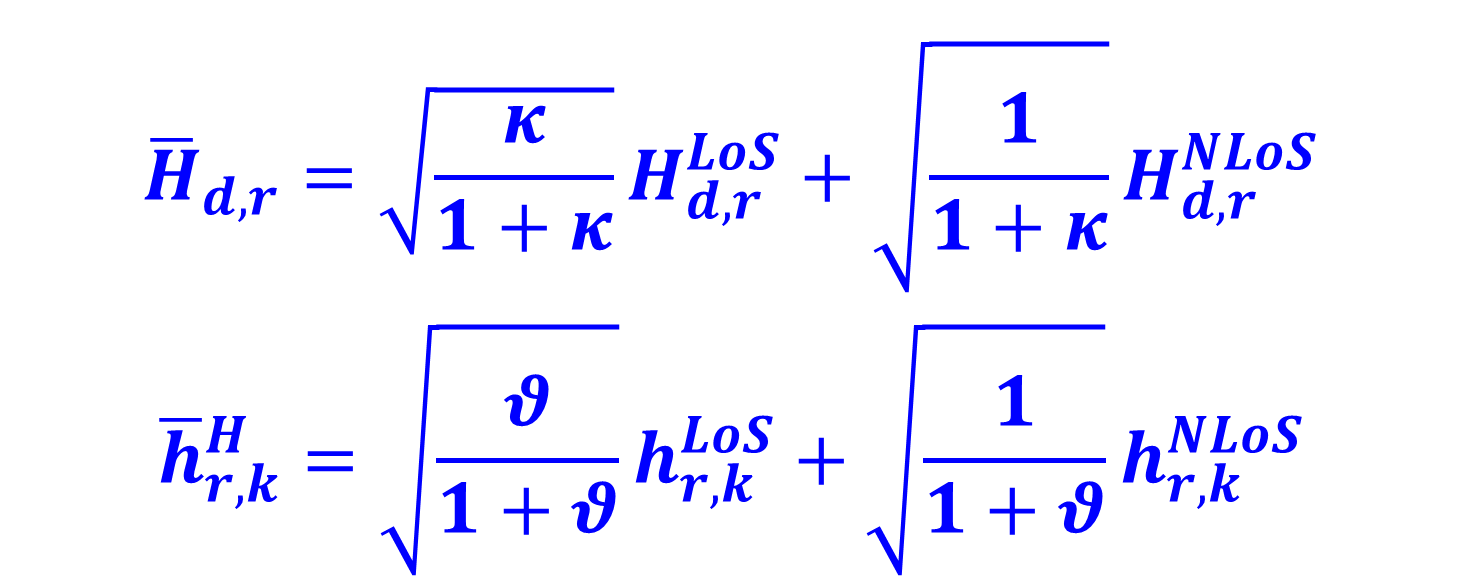 H̅_{d,r} = √(κ/(1 + κ)) H_{d,r}^{LoS} + √(1/(1 + κ)) H_{d,r}^{NLoS}
h̅_{r,k}^{H} = √(ϑ/(1 + ϑ)) h_{r,k}^{LoS} + √(1/(1 + ϑ)) h_{r,k}^{NLoS}